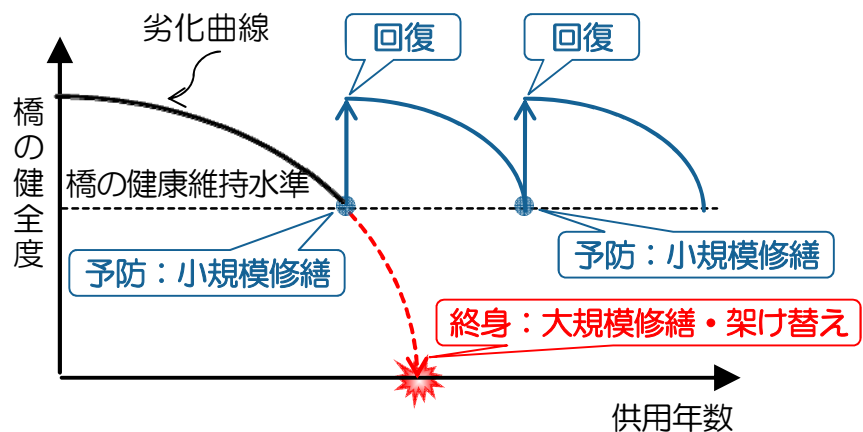 劣化曲線
回復
回復
橋の健全度
橋の健康維持水準
予防：小規模修繕
予防：小規模修繕
終身：大規模修繕・架け替え
供用年数